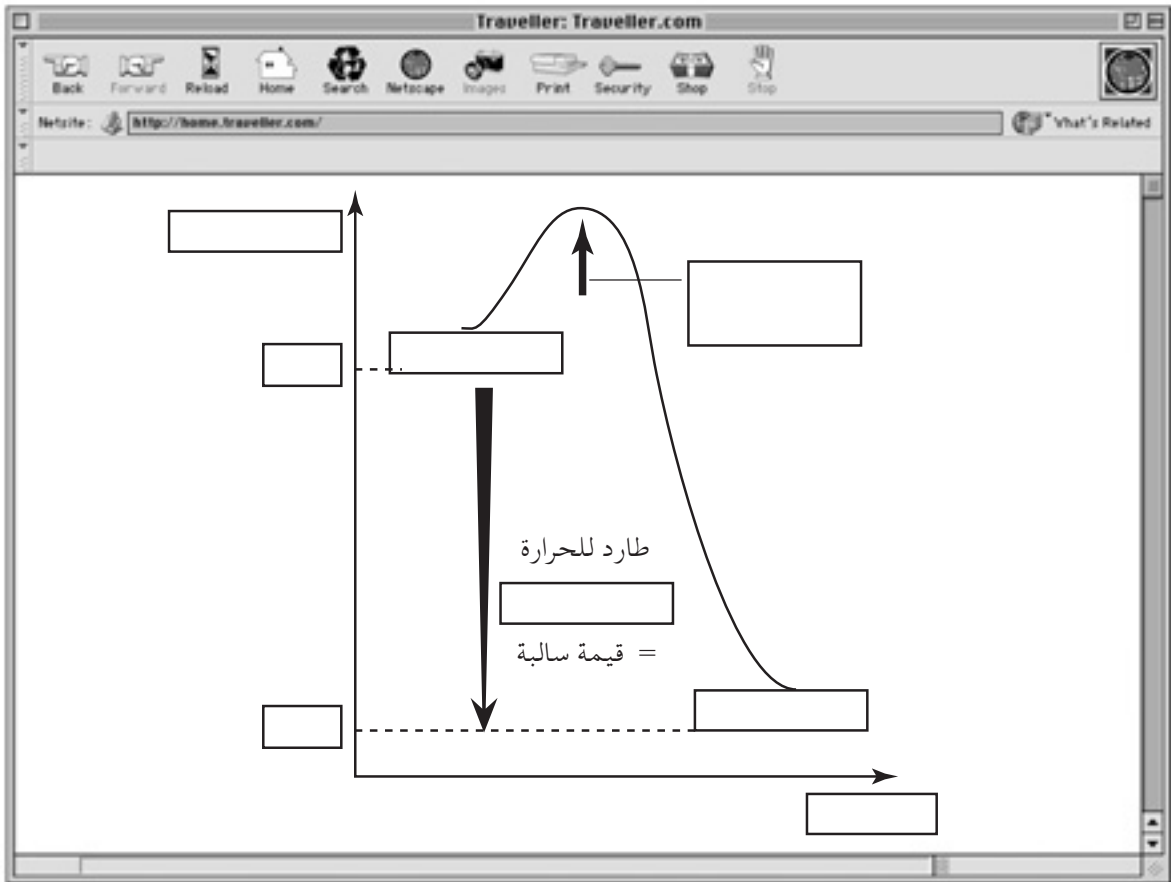 Traveller: Traveller.com
Back Forward Reload Home Search Netscape Images Print Security Shop Stop
Netsite: http://home.traveller.com/ What's Related
طارد للحرارة
= قيمة سالبة